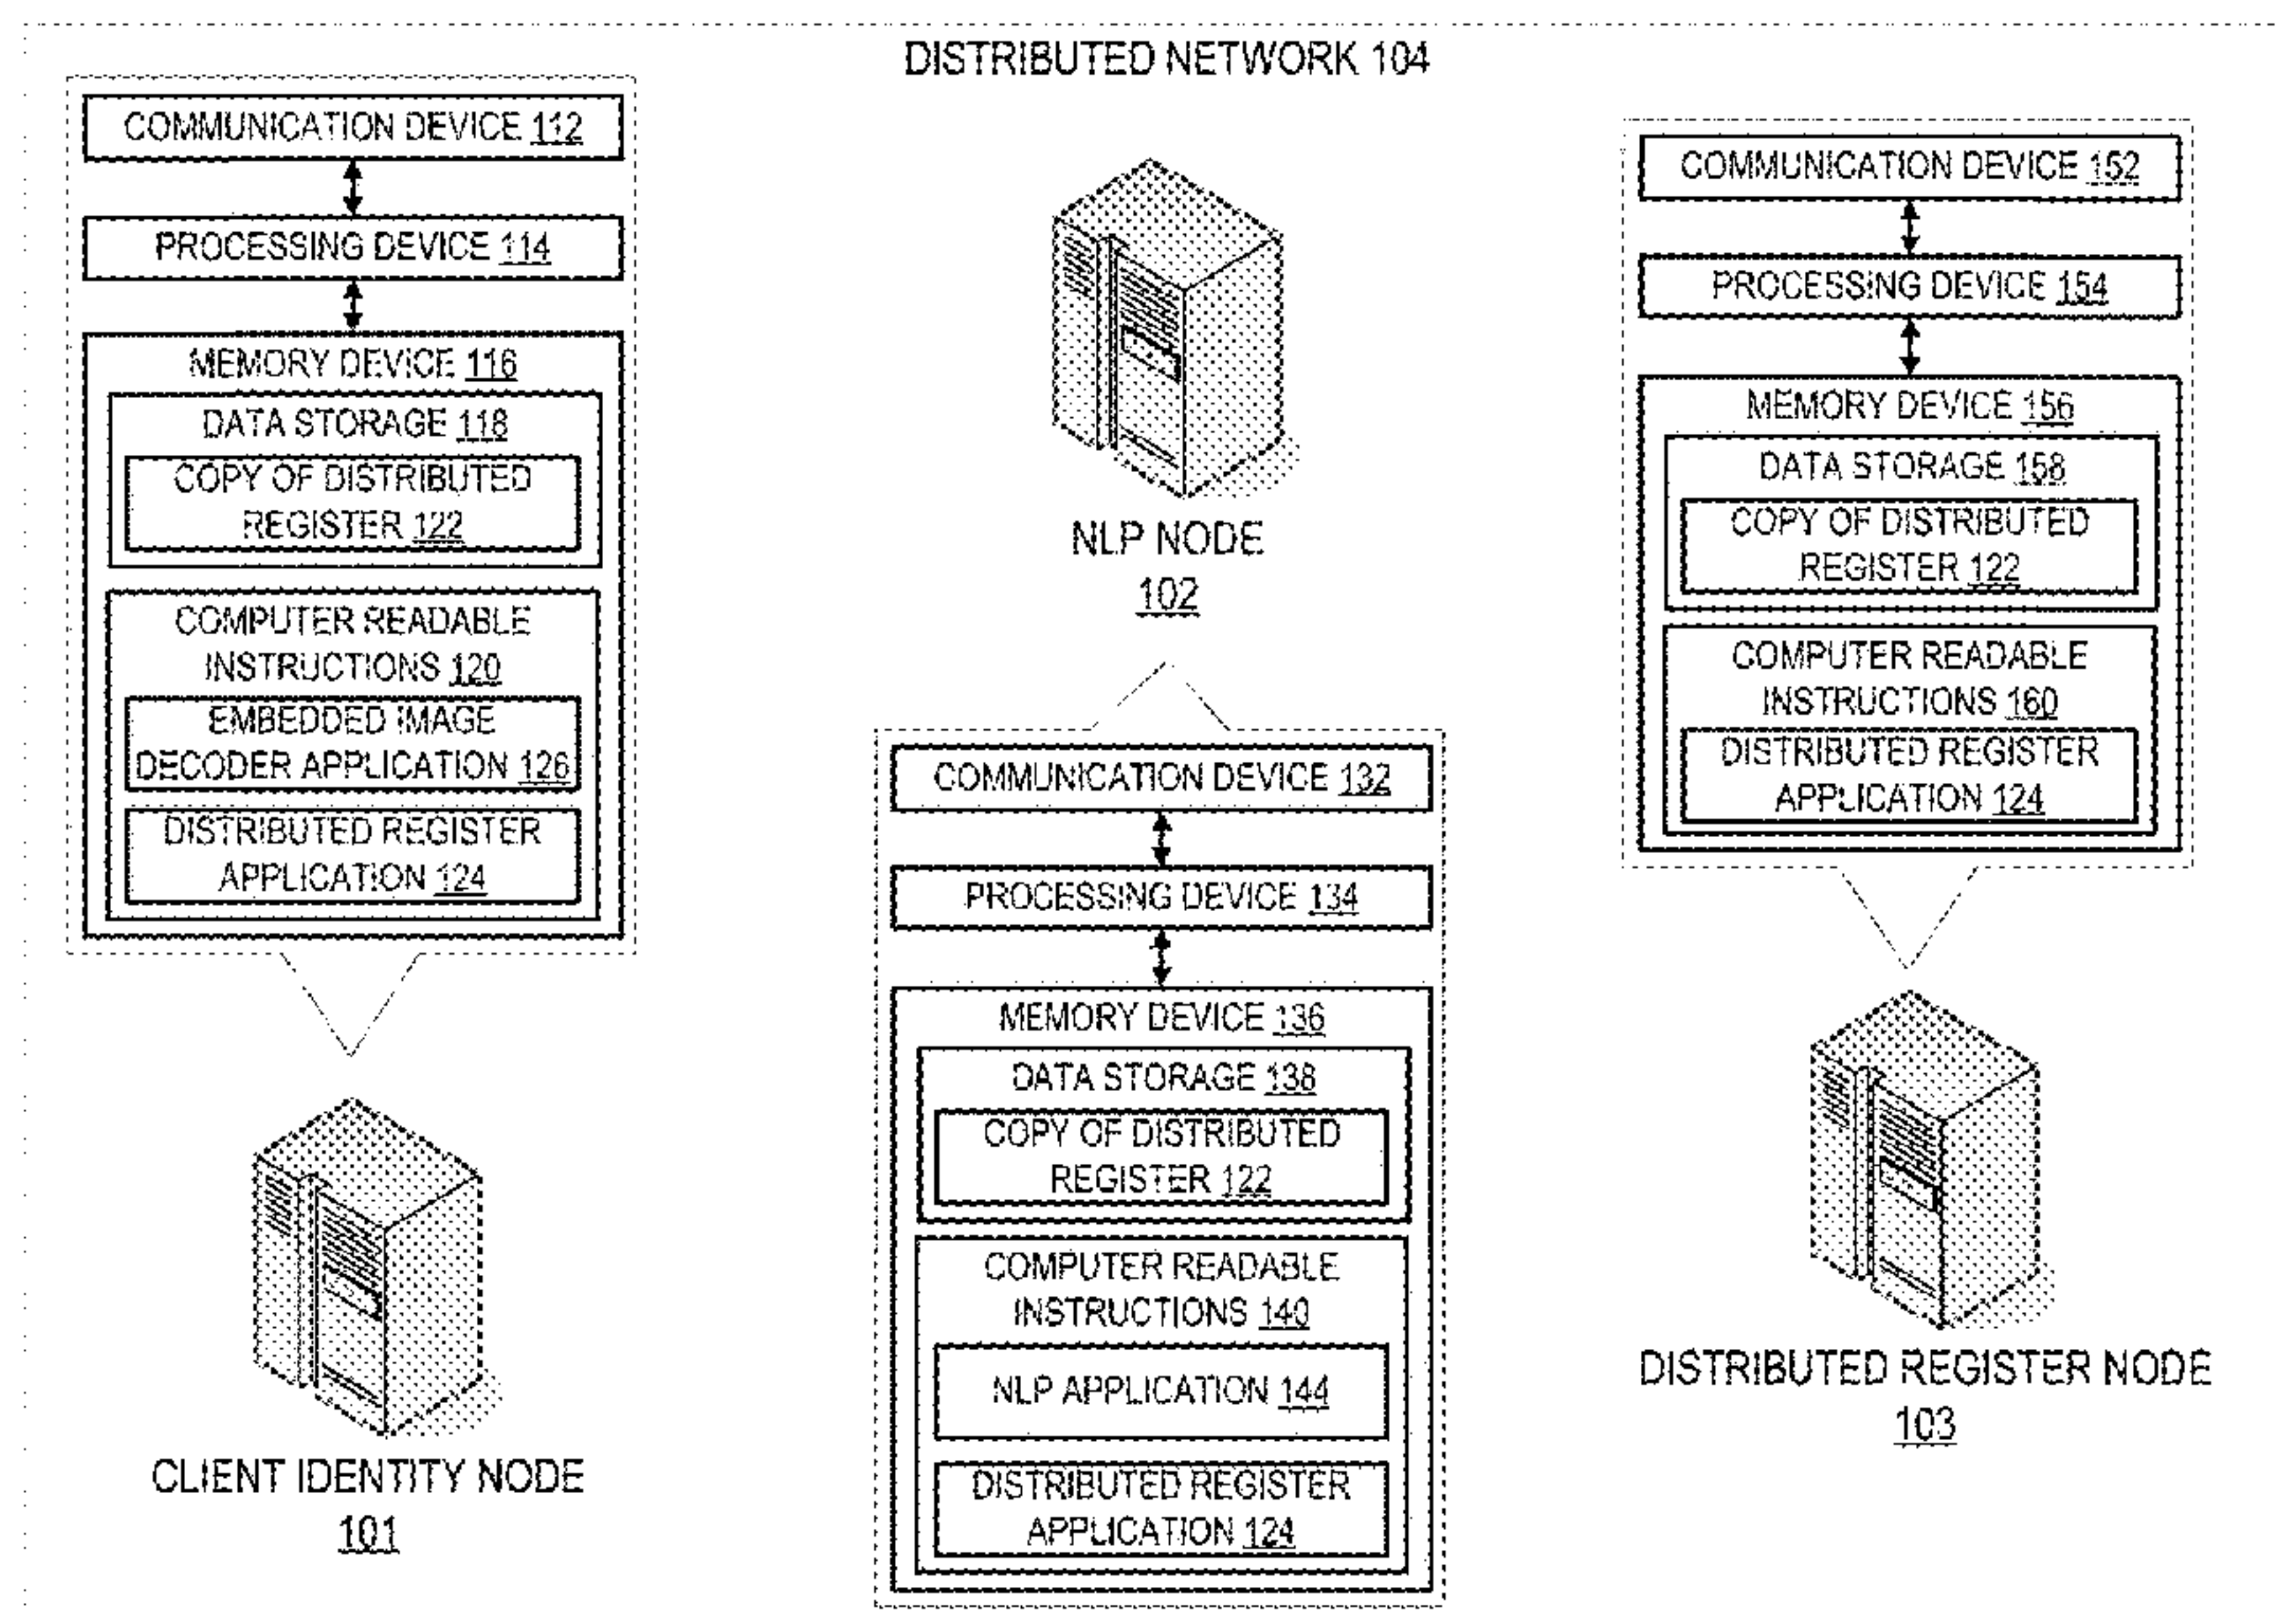 DISTRIBUTED NETWORK 104
COMMUNICATION DEVICE 112
PROCESSING DEVICE 114
MEMORY DEVICE 116
DATA STORAGE 118
COPY OF DISTRIBUTED
REGISTER 122
COMPUTER READABLE
INSTRUCTIONS 120
EMBEDDED IMAGE
DECODER APPLICATION 126
DISTRIBUTED REGISTER
APPLICATION 124
CLIENT IDENTITY NODE
101
NLP NODE
102
COMMUNICATION DEVICE 132
PROCESSING DEVICE 134
MEMORY DEVICE 136
DATA STORAGE 138
COPY OF DISTRIBUTED
REGISTER 122
COMPUTER READABLE
INSTRUCTIONS 140
NLP APPLICATION 144
DISTRIBUTED REGISTER
APPLICATION 124
COMMUNICATION DEVICE 152
PROCESSING DEVICE 154
MEMORY DEVICE 156
DATA STORAGE 158
COPY OF DISTRIBUTED
REGISTER 122
COMPUTER READABLE
INSTRUCTIONS 160
DISTRIBUTED REGISTER
APPLICATION 124
DISTRIBUTED REGISTER NODE
103